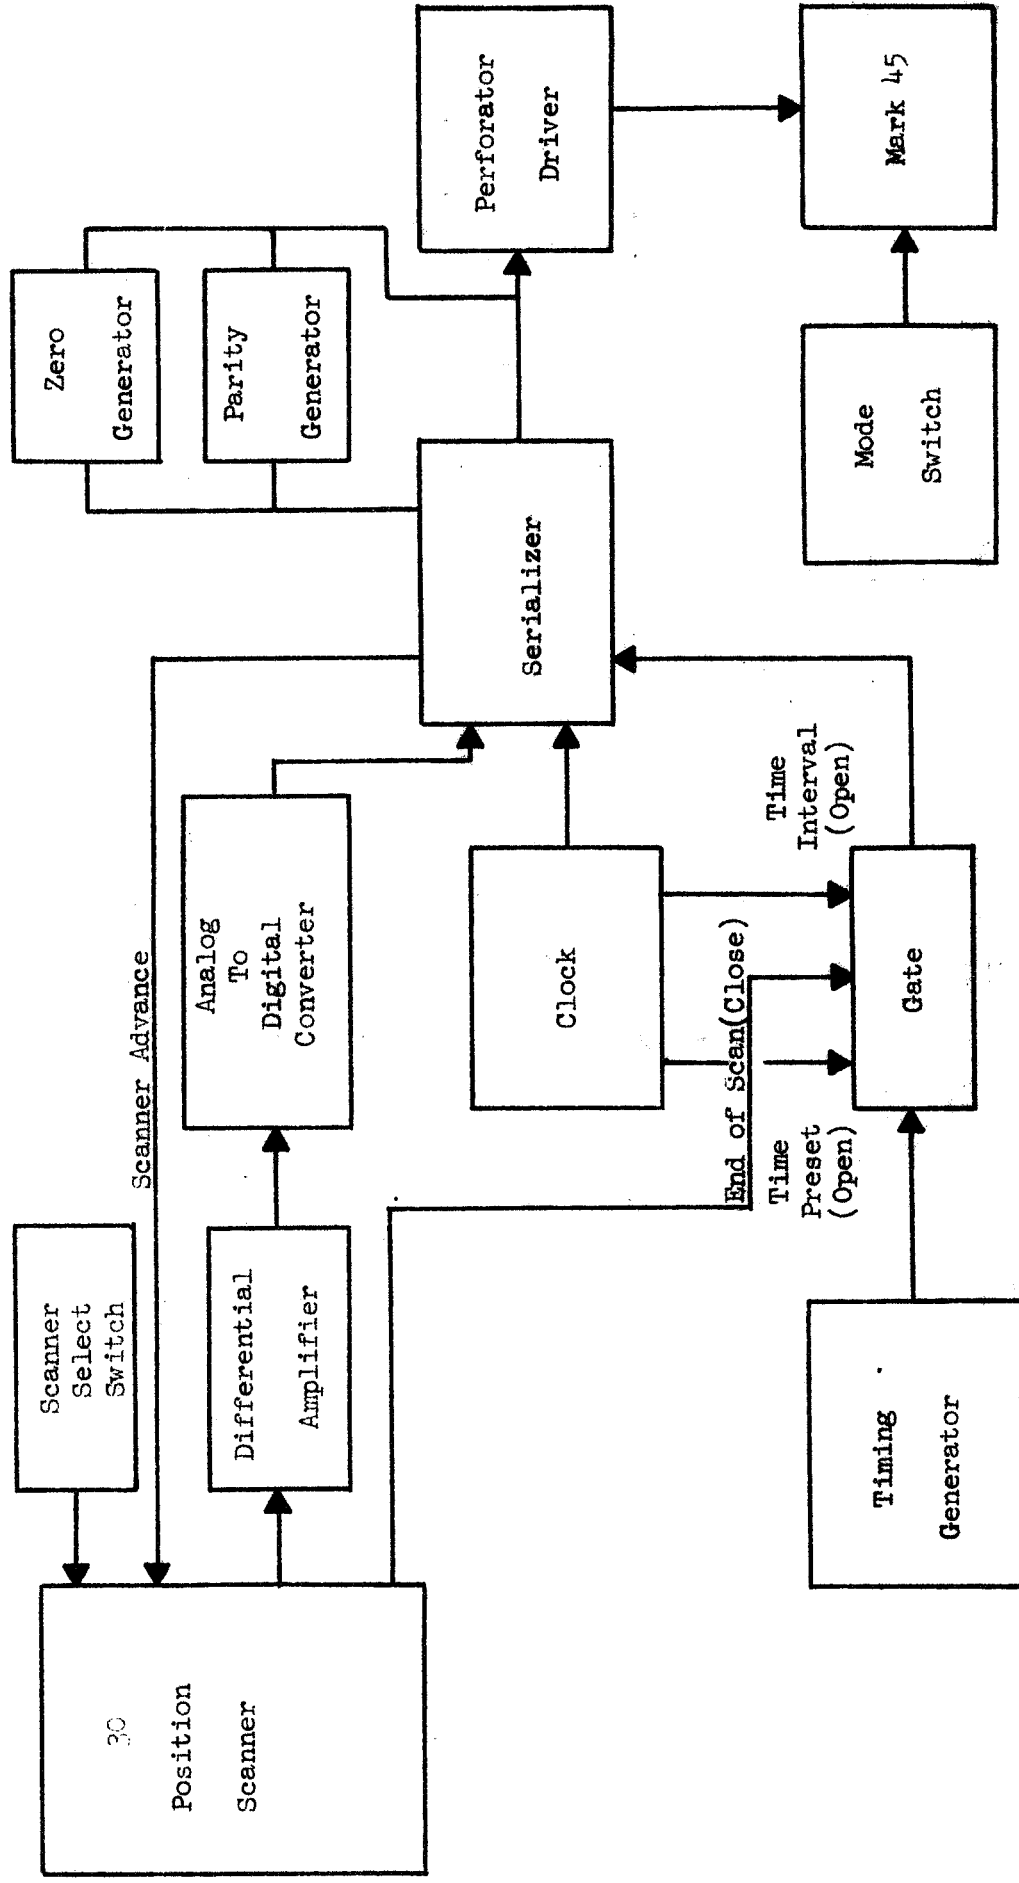 30
Position
Scanner
Scanner
Select
Switch
Scanner Advance
Differential
Amplifier
Analog
To
Digital
Converter
Zero
Generator
Parity
Generator
Serializer
Perforator
Driver
Clock
End of Scan(Close)
Time
Preset
(Open)
Time
Interval
(Open)
Timing
Generator
Gate
Mode
Switch
Mark 45